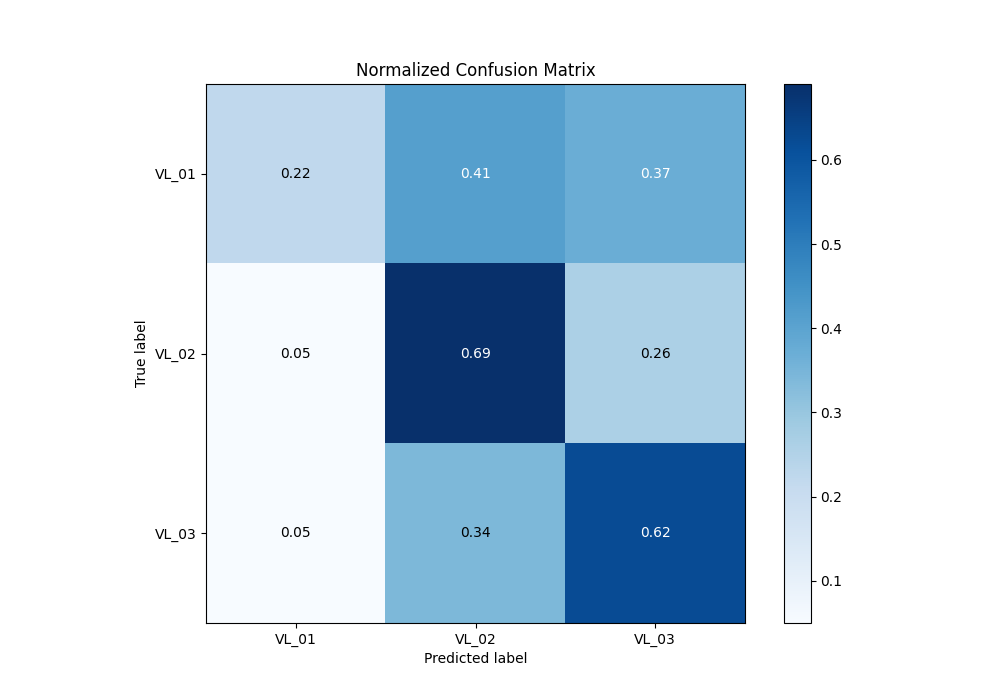 Normalized Confusion Matrix
VL_01 0.22 0.41 0.37
VL_02 0.05 0.69 0.26
VL_03 0.05 0.34 0.62
VL_01 VL_02 VL_03
Predicted label
True label
0.6
0.5
0.4
0.3
0.2
0.1